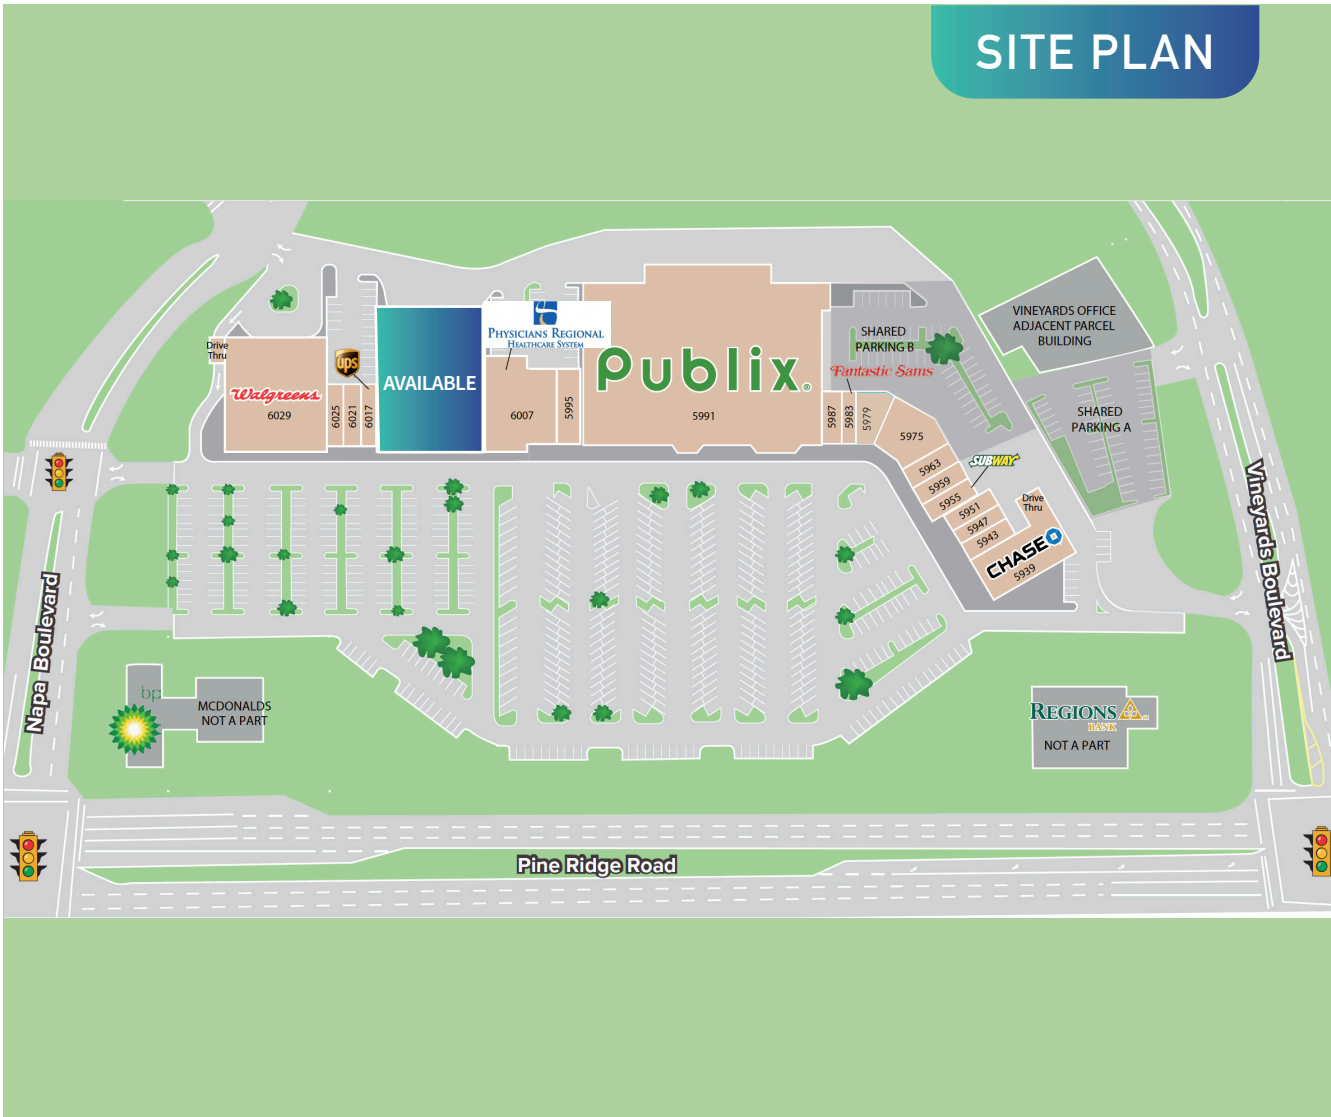 SITE PLAN
VINEYARDS OFFICE
ADJACENT PARCEL
BUILDING
SHARED
PARKING B
SHARED
PARKING A
Drive
Thru
Walgreens
6029
ups
6025
6021
6017
AVAILABLE
PHYSICIANS REGIONAL
HEALTHCARE SYSTEM
6007
5995
Publix.
5991
Fantastic Sams
5987
5983
5979
5975
5963
SUBWAY
5959
5955
5951
5947
5943
Drive
Thru
CHASE
5939
Napa Boulevard
Vineyards Boulevard
bp
MCDONALDS
NOT A PART
REGIONS
BANK
NOT A PART
Pine Ridge Road